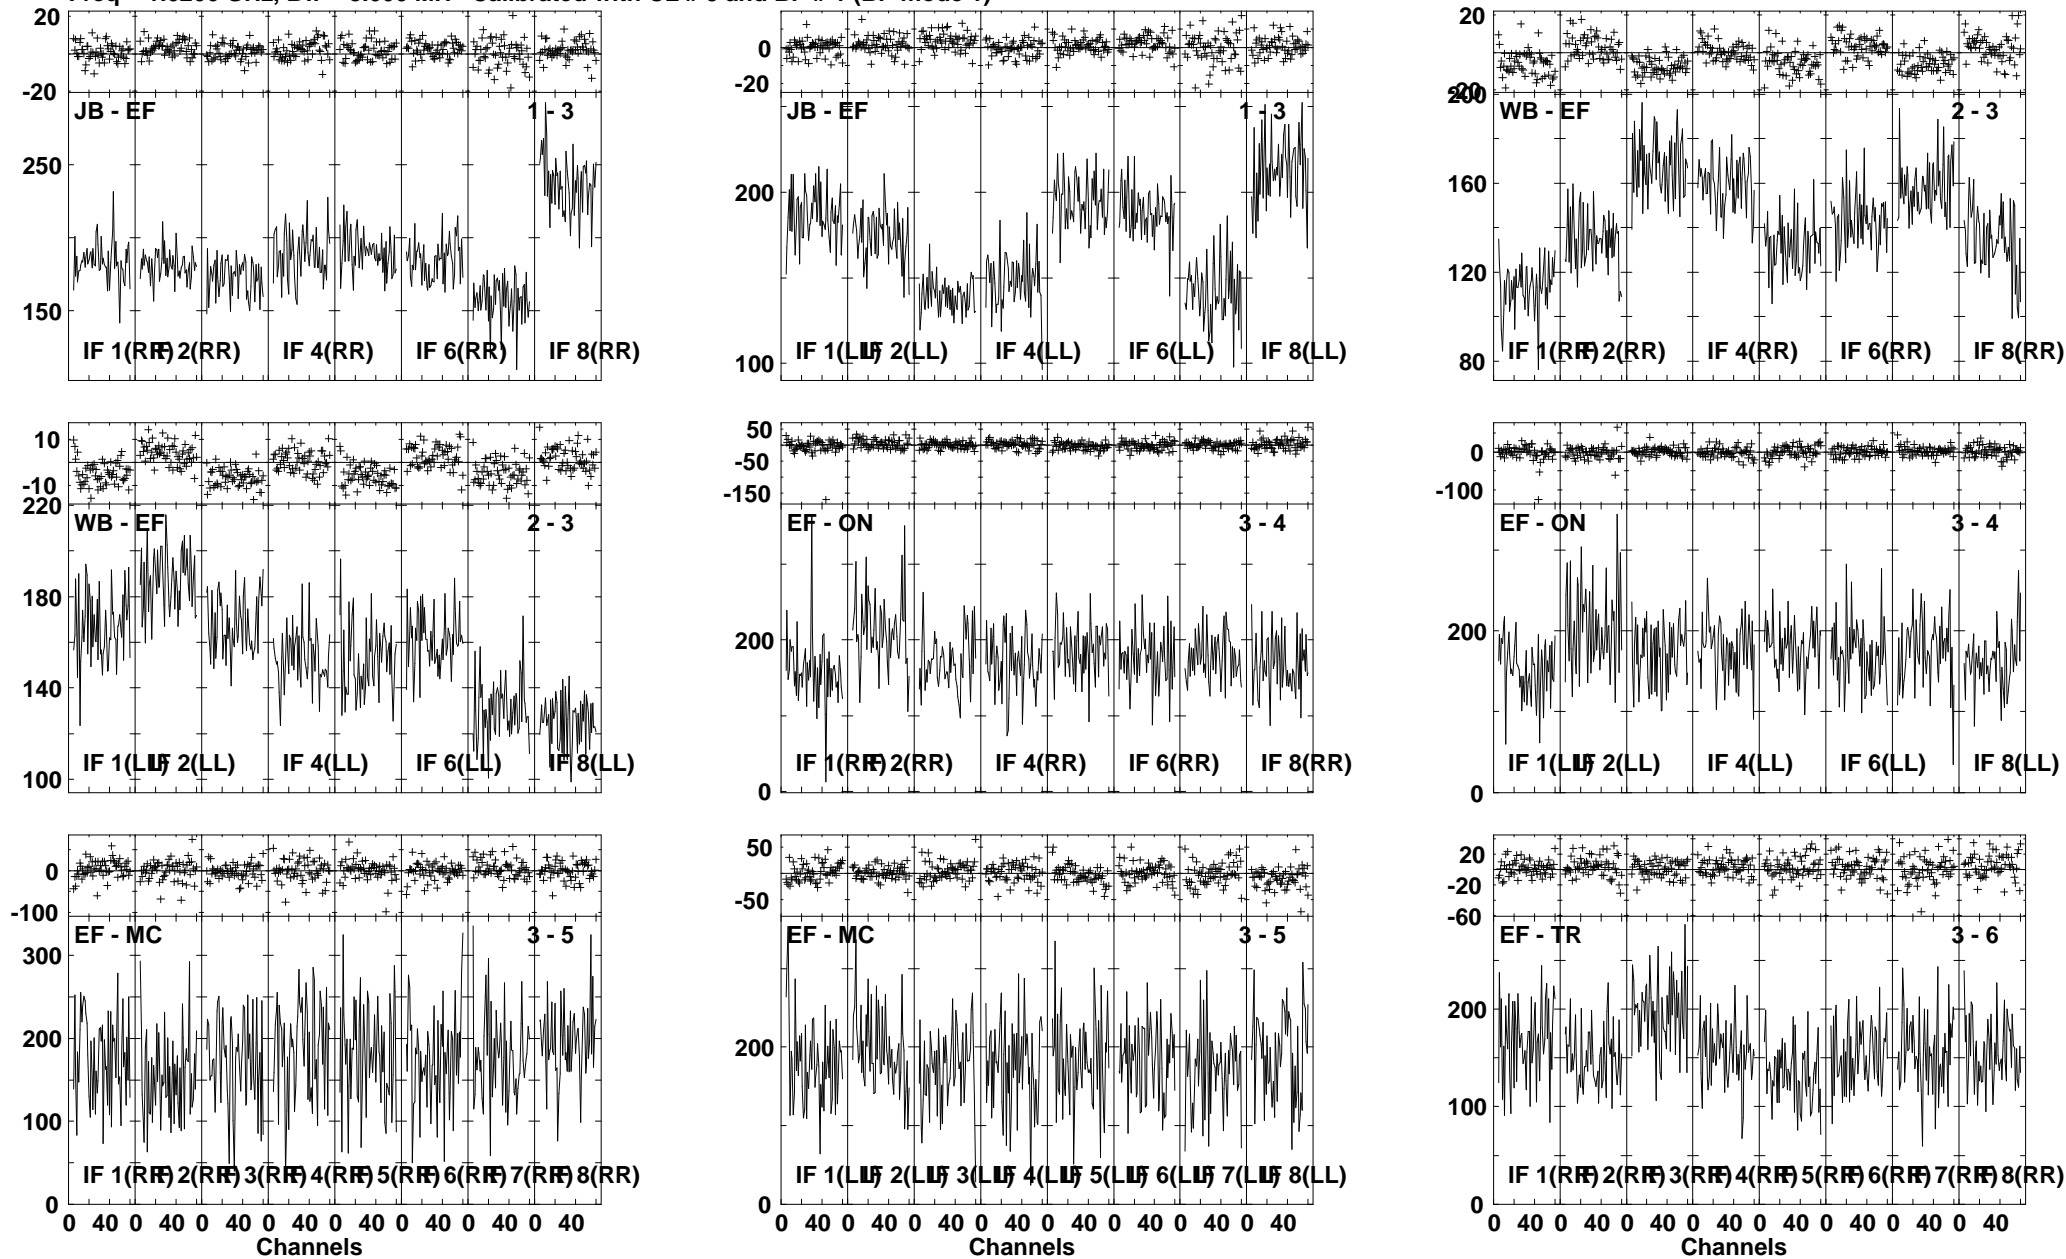 20
0
-20
JB - EF
1 - 3
250
150
IF 1(RR) IF 2(RR) IF 4(RR) IF 6(RR) IF 8(RR)
20
0
-20
JB - EF
1 - 3
200
100
IF 1(LL) IF 2(LL) IF 4(LL) IF 6(LL) IF 8(LL)
20
0
-20
200
WB - EF
2 - 3
160
120
80
IF 1(RR) IF 2(RR) IF 4(RR) IF 6(RR) IF 8(RR)
10
-10
220
WB - EF
2 - 3
180
140
100
IF 1(LL) IF 2(LL) IF 4(LL) IF 6(LL) IF 8(LL)
50
-50
-150
EF - ON
3 - 4
200
0
IF 1(RR) IF 2(RR) IF 4(RR) IF 6(RR) IF 8(RR)
0
-100
EF - ON
3 - 4
200
0
IF 1(LL) IF 2(LL) IF 4(LL) IF 6(LL) IF 8(LL)
0
-100
EF - MC
3 - 5
300
200
100
0
IF 1(RR) IF 2(RR) IF 3(RR) IF 4(RR) IF 5(RR) IF 6(RR) IF 7(RR) IF 8(RR)
0 40 0 40 0 40 0 40 0 40 0 40 0 40 0 40
Channels
50
0
-50
EF - MC
3 - 5
200
0
IF 1(LL) IF 2(LL) IF 3(LL) IF 4(LL) IF 5(LL) IF 6(LL) IF 7(LL) IF 8(LL)
0 40 0 40 0 40 0 40 0 40 0 40 0 40 0 40
Channels
20
-20
-60
EF - TR
3 - 6
200
100
0
IF 1(RR) IF 2(RR) IF 3(RR) IF 4(RR) IF 5(RR) IF 6(RR) IF 7(RR) IF 8(RR)
0 40 0 40 0 40 0 40 0 40 0 40 0 40 0 40
Channels